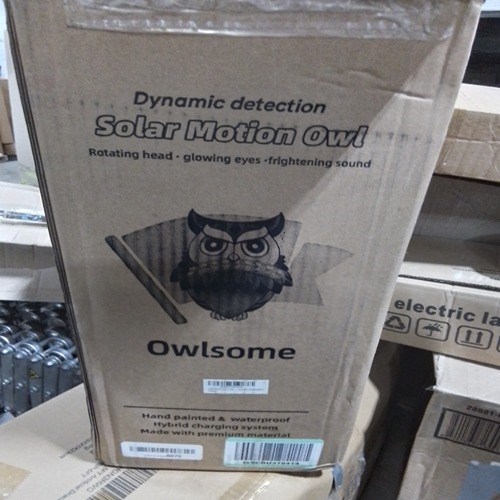 Dynamic detection
Solar Motion Owl
Rotating head · glowing eyes ·frightening sound
Owlsome
Hand painted & waterproof
Hybrid charging system
Made with premium material
electric la